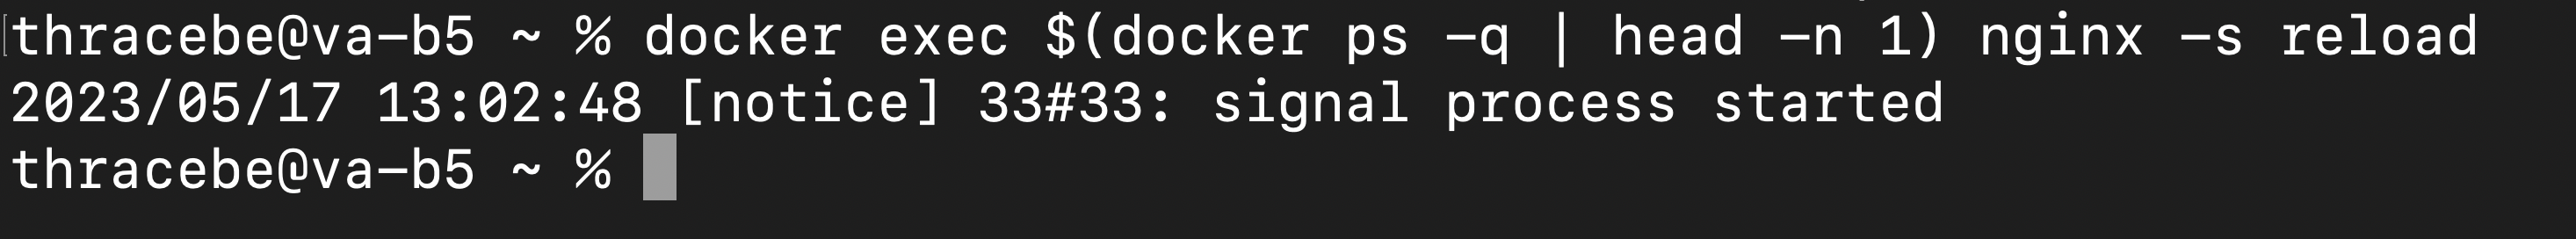 thracebe@va-b5 ~ % docker exec $(docker ps -q | head -n 1) nginx -s reload
2023/05/17 13:02:48 [notice] 33#33: signal process started
thracebe@va-b5 ~ %